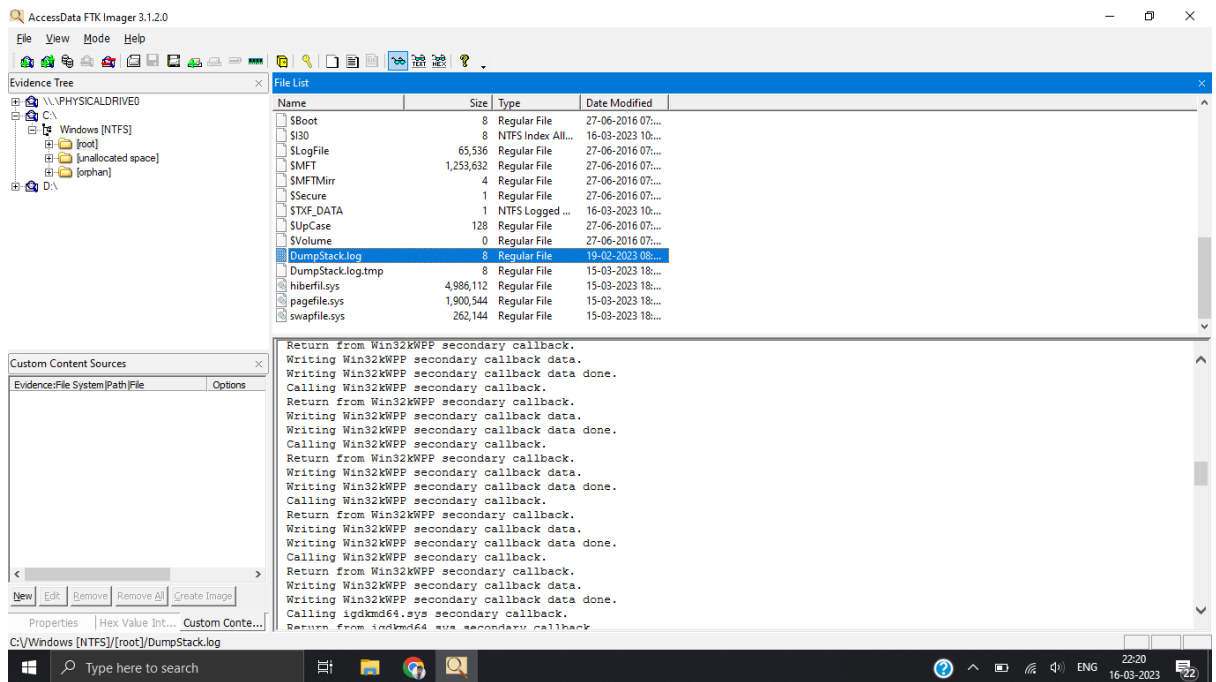 AccessData FTK Imager 3.1.2.0
File View Mode Help
Evidence Tree
\\.\PHYSICALDRIVE0
C:\
Windows [NTFS]
[root]
[unallocated space]
[orphan]
D:\
File List
Name Size Type Date Modified
$Boot 8 Regular File 27-06-2016 07:...
$I30 8 NTFS Index All... 16-03-2023 10:...
$LogFile 65,536 Regular File 27-06-2016 07:...
$MFT 1,253,632 Regular File 27-06-2016 07:...
$MFTMirr 4 Regular File 27-06-2016 07:...
$Secure 1 Regular File 27-06-2016 07:...
$TXF_DATA 1 NTFS Logged ... 16-03-2023 10:...
$UpCase 128 Regular File 27-06-2016 07:...
$Volume 0 Regular File 27-06-2016 07:...
DumpStack.log 8 Regular File 19-02-2023 08:...
DumpStack.log.tmp 8 Regular File 15-03-2023 18:...
hiberfil.sys 4,986,112 Regular File 15-03-2023 18:...
pagefile.sys 1,900,544 Regular File 15-03-2023 18:...
swapfile.sys 262,144 Regular File 15-03-2023 18:...
Return from Win32kWPP secondary callback.
Writing Win32kWPP secondary callback data.
Writing Win32kWPP secondary callback data done.
Calling Win32kWPP secondary callback.
Return from Win32kWPP secondary callback.
Writing Win32kWPP secondary callback data.
Writing Win32kWPP secondary callback data done.
Calling Win32kWPP secondary callback.
Return from Win32kWPP secondary callback.
Writing Win32kWPP secondary callback data.
Writing Win32kWPP secondary callback data done.
Calling Win32kWPP secondary callback.
Return from Win32kWPP secondary callback.
Writing Win32kWPP secondary callback data.
Writing Win32kWPP secondary callback data done.
Calling Win32kWPP secondary callback.
Return from Win32kWPP secondary callback.
Writing Win32kWPP secondary callback data.
Writing Win32kWPP secondary callback data done.
Calling igdkmd64.sys secondary callback.
Return from igdkmd64.sys secondary callback
Custom Content Sources
Evidence:File System|Path|File Options
New Edit Remove Remove All Create Image
Properties Hex Value Int... Custom Conte...
C:\/Windows [NTFS]/[root]/DumpStack.log
Type here to search
ENG
22:20
16-03-2023
22